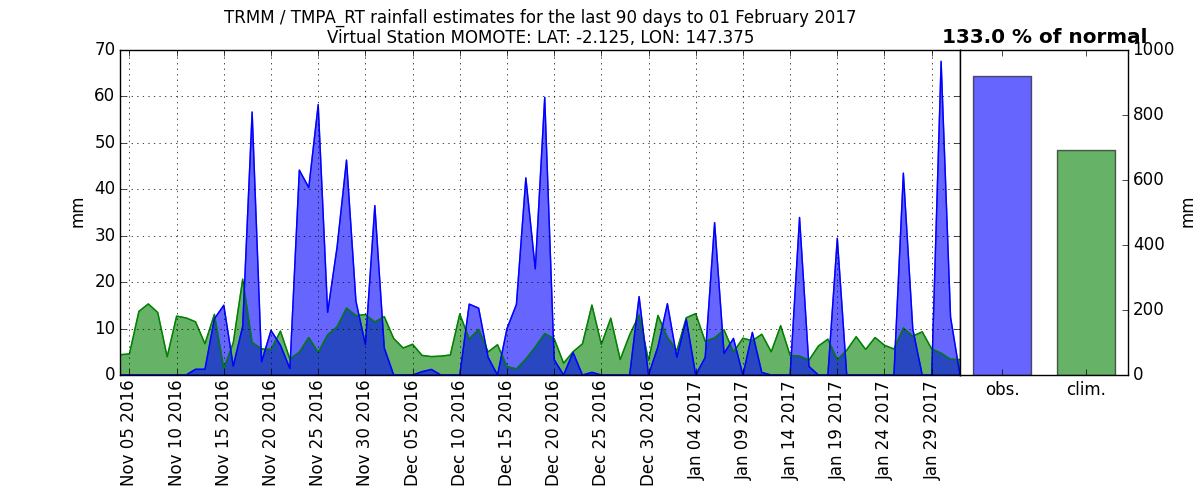 TRMM / TMPA_RT rainfall estimates for the last 90 days to 01 February 2017
Virtual Station MOMOTE: LAT: -2.125, LON: 147.375
133.0 % of normal
70
60
50
40
30
20
10
0
mm
Nov 05 2016
Nov 10 2016
Nov 15 2016
Nov 20 2016
Nov 25 2016
Nov 30 2016
Dec 05 2016
Dec 10 2016
Dec 15 2016
Dec 20 2016
Dec 25 2016
Dec 30 2016
Jan 04 2017
Jan 09 2017
Jan 14 2017
Jan 19 2017
Jan 24 2017
Jan 29 2017
obs.
clim.
1000
800
600
400
200
0
mm